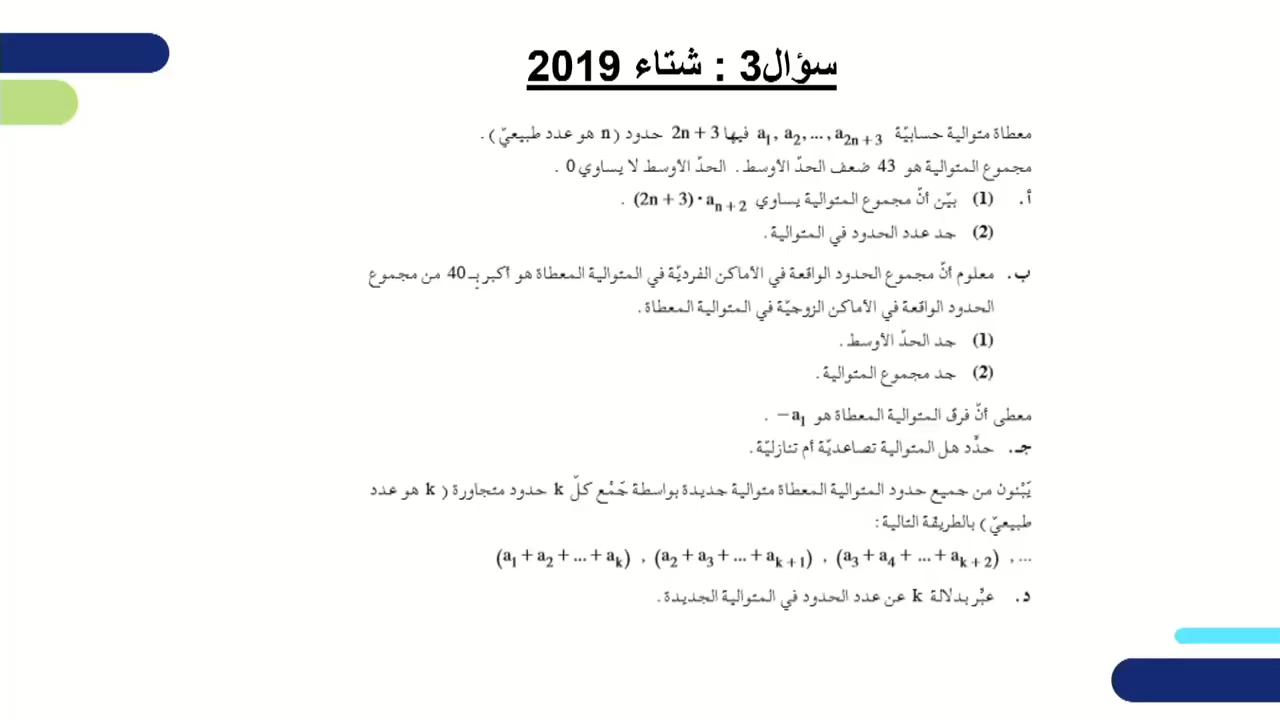 سؤال3 : شتاء 2019
معطاة متوالية حسابيّة a₁, a₂, ..., a₂ₙ₊₃ فيها 2n + 3 حدود ( n هو عدد طبيعيّ ) .
مجموع المتوالية هو 43 ضعف الحدّ الأوسط . الحدّ الأوسط لا يساوي 0 .
أ. (1) بيّن أنّ مجموع المتوالية يساوي (2n + 3) · aₙ₊₂ .
(2) جد عدد الحدود في المتوالية .
ب. معلوم أنّ مجموع الحدود الواقعة في الأماكن الفرديّة في المتوالية المعطاة هو أكبر بـ 40 من مجموع
الحدود الواقعة في الأماكن الزوجيّة في المتوالية المعطاة .
(1) جد الحدّ الأوسط .
(2) جد مجموع المتوالية .
معطى أنّ فرق المتوالية المعطاة هو −a₁ .
جـ. حدِّد هل المتوالية تصاعديّة أم تنازليّة .
يَبْنون من جميع حدود المتوالية المعطاة متوالية جديدة بواسطة جَمْع كلّ k حدود متجاورة ( k هو عدد
طبيعيّ ) بالطريقة التالية :
(a₁ + a₂ + ... + aₖ) , (a₂ + a₃ + ... + aₖ₊₁) , (a₃ + a₄ + ... + aₖ₊₂) , ...
د. عبِّر بدلالة k عن عدد الحدود في المتوالية الجديدة .